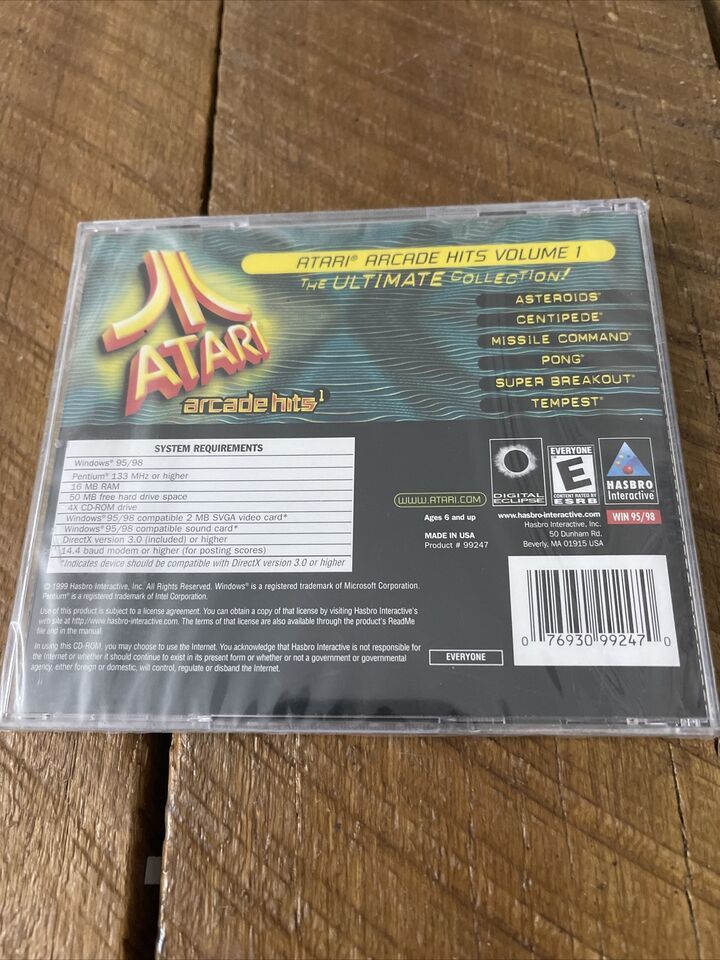 ATARI® ARCADE HITS VOLUME 1
THE ULTIMATE COLLECTION!
ASTEROIDS®
CENTIPEDE®
MISSILE COMMAND®
PONG®
SUPER BREAKOUT®
TEMPEST®
ATARI
arcade hits 1
SYSTEM REQUIREMENTS
Windows® 95/98
Pentium® 133 MHz or higher
16 MB RAM
50 MB free hard drive space
4X CD-ROM drive
Windows® 95/98 compatible 2 MB SVGA video card*
Windows® 95/98 compatible sound card*
DirectX version 3.0 (included) or higher
14.4 baud modem or higher (for posting scores)
*Indicates device should be compatible with DirectX version 3.0 or higher
WWW.ATARI.COM
Ages 6 and up
MADE IN USA
Product # 99247
DIGITAL
ECLIPSE
EVERYONE
E
CONTENT RATED BY
ESRB
HASBRO
Interactive
www.hasbro-interactive.com
Hasbro Interactive, Inc.
50 Dunham Rd.
Beverly, MA 01915 USA
WIN 95/98
© 1999 Hasbro Interactive, Inc. All Rights Reserved. Windows® is a registered trademark of Microsoft Corporation.
Pentium® is a registered trademark of Intel Corporation.
Use of this product is subject to a license agreement. You can obtain a copy of that license by visiting Hasbro Interactive's
web site at http://www.hasbro-interactive.com. The terms of that license are also available through the product's ReadMe
file and in the manual.
In using this CD-ROM, you may choose to use the Internet. You acknowledge that Hasbro Interactive is not responsible for
the Internet or whether it should continue to exist in its present form or whether or not a government or governmental
agency, either foreign or domestic, will control, regulate or disband the Internet.
EVERYONE
0 76930 99247 0